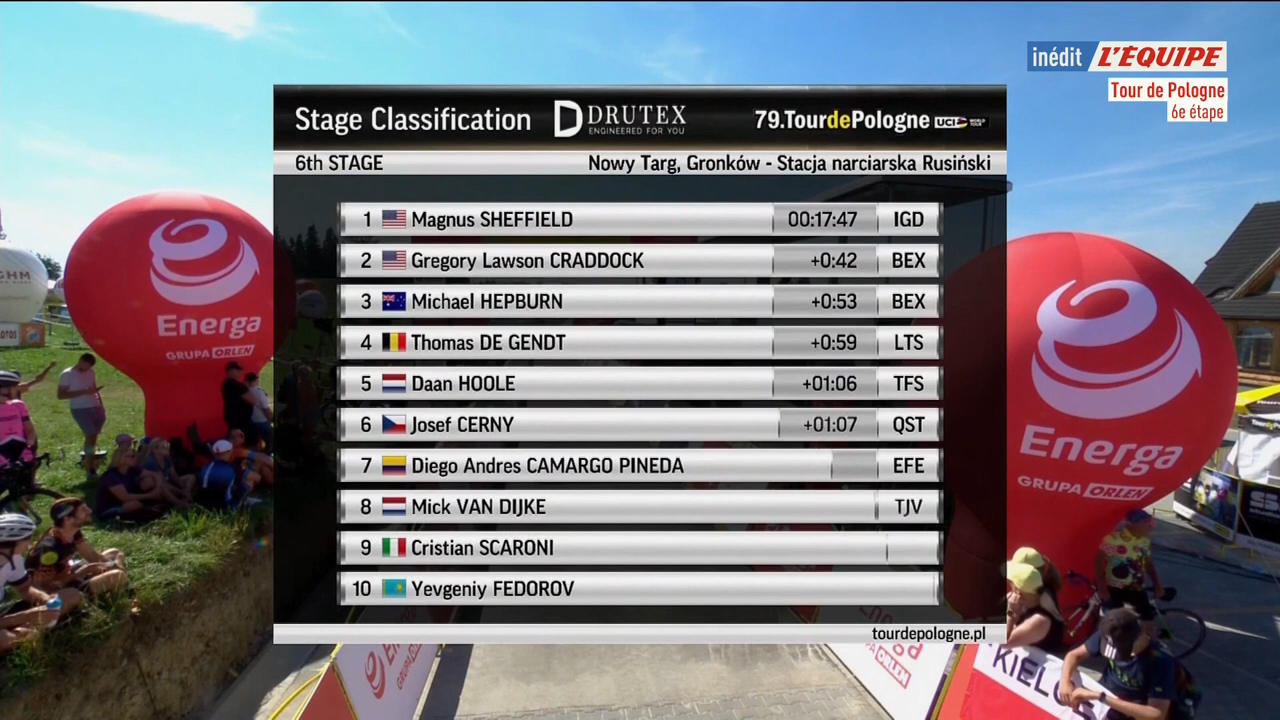 inédit L'ÉQUIPE
Tour de Pologne
6e étape
Stage Classification DRUTEX 79.TourdePologne UCI WORLD TOUR
ENGINEERED FOR YOU
6th STAGE Nowy Targ, Gronków - Stacja narciarska Rusiński
1 Magnus SHEFFIELD 00:17:47 IGD
2 Gregory Lawson CRADDOCK +0:42 BEX
3 Michael HEPBURN +0:53 BEX
4 Thomas DE GENDT +0:59 LTS
5 Daan HOOLE +01:06 TFS
6 Josef CERNY +01:07 QST
7 Diego Andres CAMARGO PINEDA EFE
8 Mick VAN DIJKE TJV
9 Cristian SCARONI
10 Yevgeniy FEDOROV
tourdepologne.pl
Energa
GRUPA ORLEN
Energa
GRUPA ORLEN